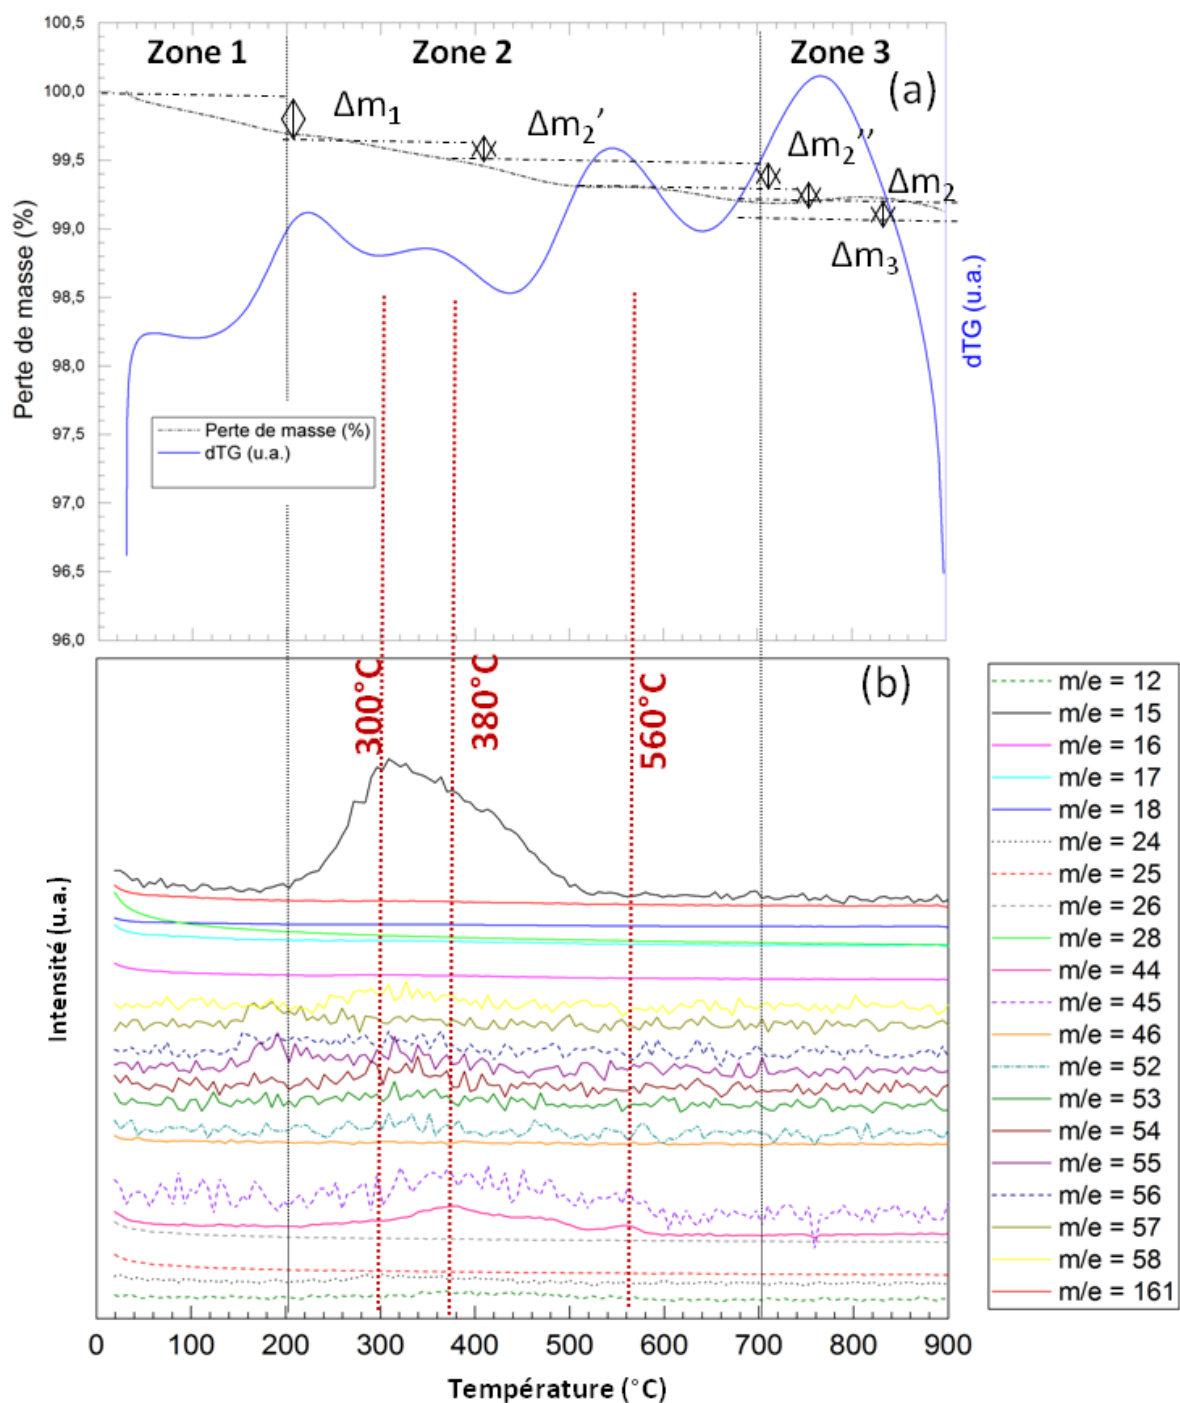 Zone 1 Zone 2 Zone 3
(a)
100,5
100,0
99,5
99,0
98,5
98,0
97,5
97,0
96,5
96,0
Perte de masse (%)
Δm1
Δm2’
Δm2’’
Δm2
Δm3
dTG (u.a.)
Perte de masse (%)
dTG (u.a.)
(b)
300°C
380°C
560°C
Intensité (u.a.)
0 100 200 300 400 500 600 700 800 900
Température (°C)
m/e = 12
m/e = 15
m/e = 16
m/e = 17
m/e = 18
m/e = 24
m/e = 25
m/e = 26
m/e = 28
m/e = 44
m/e = 45
m/e = 46
m/e = 52
m/e = 53
m/e = 54
m/e = 55
m/e = 56
m/e = 57
m/e = 58
m/e = 161